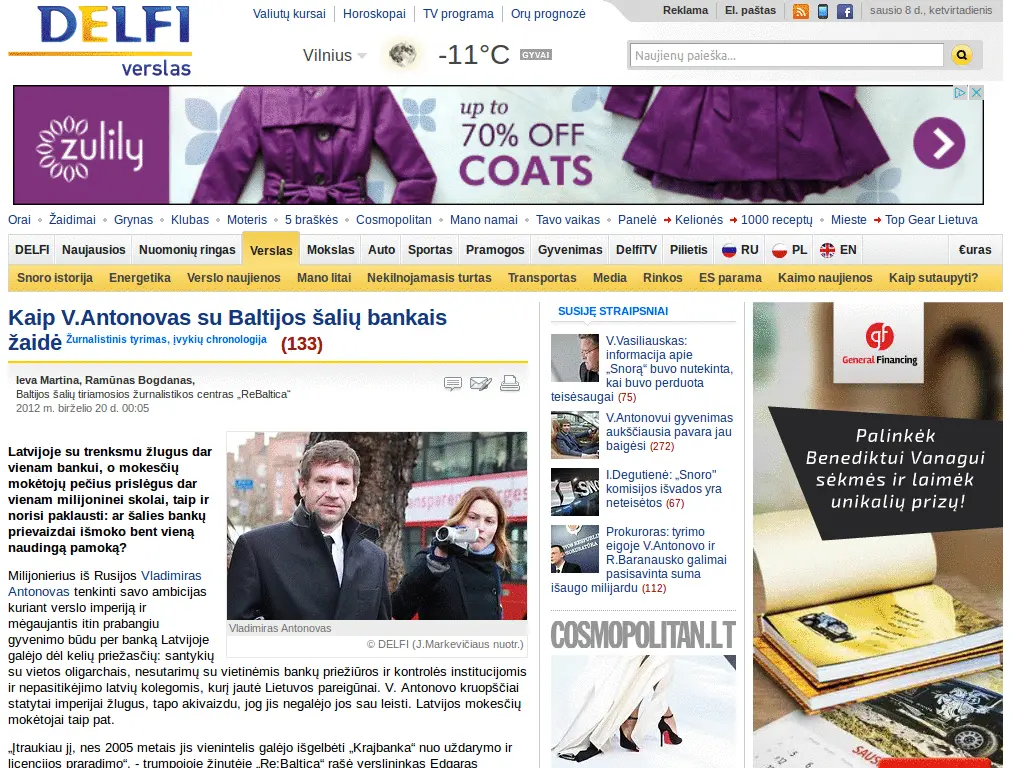 DELFI
verslas
Valiutų kursai
Horoskopai
TV programa
Orų prognozė
Reklama
El. paštas
sausio 8 d., ketvirtadienis
Vilnius
-11°C
GYVAI
Naujienų paieška...
zulily
up to
70% OFF
COATS
Orai
Žaidimai
Grynas
Klubas
Moteris
5 braškės
Cosmopolitan
Mano namai
Tavo vaikas
Panelė
Kelionės
1000 receptų
Mieste
Top Gear Lietuva
DELFI
Naujausios
Nuomonių ringas
Verslas
Mokslas
Auto
Sportas
Pramogos
Gyvenimas
DelfiTV
Pilietis
RU
PL
EN
€uras
Snoro istorija
Energetika
Verslo naujienos
Mano litai
Nekilnojamasis turtas
Transportas
Media
Rinkos
ES parama
Kaimo naujienos
Kaip sutaupyti?
Kaip V.Antonovas su Baltijos šalių bankais
žaidė Žurnalistinis tyrimas, įvykių chronologija (133)
Ieva Martina, Ramūnas Bogdanas,
Baltijos šalių tiriamosios žurnalistikos centras „ReBaltica“
2012 m. birželio 20 d. 00:05
Latvijoje su trenksmu žlugus dar
vienam bankui, o mokesčių
mokėtojų pečius prislėgus dar
vienam milijoninei skolai, taip ir
norisi paklausti: ar šalies bankų
prievaizdai išmoko bent vieną
naudingą pamoką?
Vladimiras Antonovas
© DELFI (J.Markevičiaus nuotr.)
Milijonierius iš Rusijos Vladimiras
Antonovas tenkinti savo ambicijas
kuriant verslo imperiją ir
mėgaujantis itin prabangiu
gyvenimo būdu per banką Latvijoje
galėjo dėl kelių priežasčių: santykių
su vietos oligarchais, nesutarimų su vietinėmis bankų priežiūros ir kontrolės institucijomis
ir nepasitikėjimo latvių kolegomis, kurį jautė Lietuvos pareigūnai. V. Antonovo kruopščiai
statytai imperijai žlugus, tapo akivaizdu, jog jis negalėjo jos sau leisti. Latvijos mokesčių
mokėtojai taip pat.
„Įtraukiau jį, nes 2005 metais jis vienintelis galėjo išgelbėti „Krajbanka“ nuo uždarymo ir
licencijos praradimo“, - trumpoje žinutėje „Re:Baltica“ rašė verslininkas Edgaras
SUSIJĘ STRAIPSNIAI
V.Vasiliauskas:
informacija apie
„Snorą“ buvo nutekinta,
kai buvo perduota
teisėsaugai (75)
V.Antonovui gyvenimas
aukščiausia pavara jau
baigėsi (272)
I.Degutienė: „Snoro“
komisijos išvados yra
neteisėtos (67)
Prokuroras: tyrimo
eigoje V.Antonovo ir
R.Baranausko galimai
pasisavinta suma
išaugo milijardu (112)
COSMOPOLITAN.LT
gf
General Financing
Palinkėk
Benediktui Vanagui
sėkmės ir laimėk
unikalių prizų!